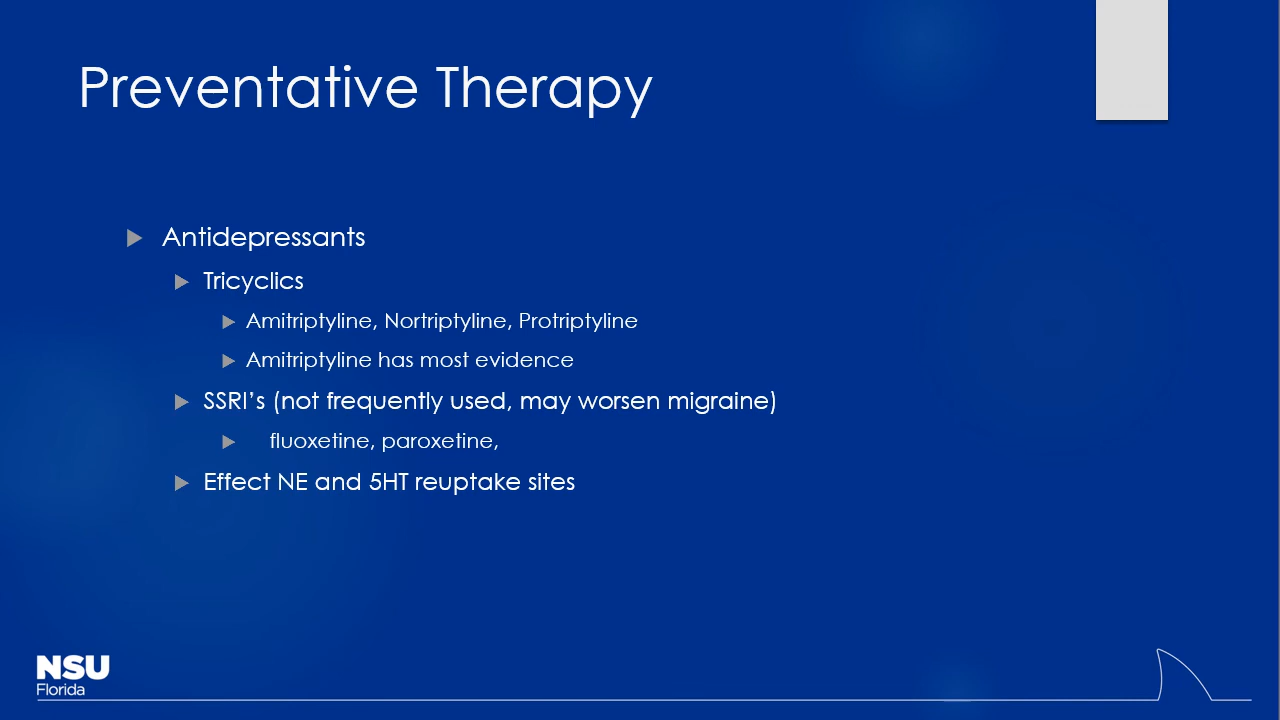 Preventative Therapy
Antidepressants
Tricyclics
Amitriptyline, Nortriptyline, Protriptyline
Amitriptyline has most evidence
SSRI's (not frequently used, may worsen migraine)
fluoxetine, paroxetine,
Effect NE and 5HT reuptake sites
NSU
Florida